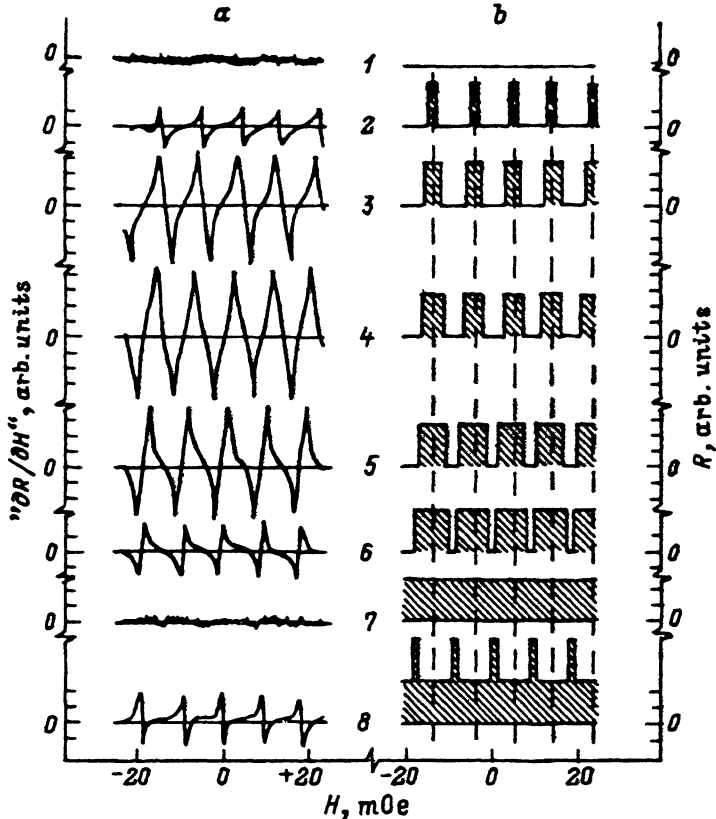 a b
0 1 0
0 2 0
0 3 0
0 4 0
0 5 0
0 6 0
0 7 0
0 8 0
"∂R/∂H", arb. units
R, arb. units
-20 0 +20 -20 0 20
H, mOe